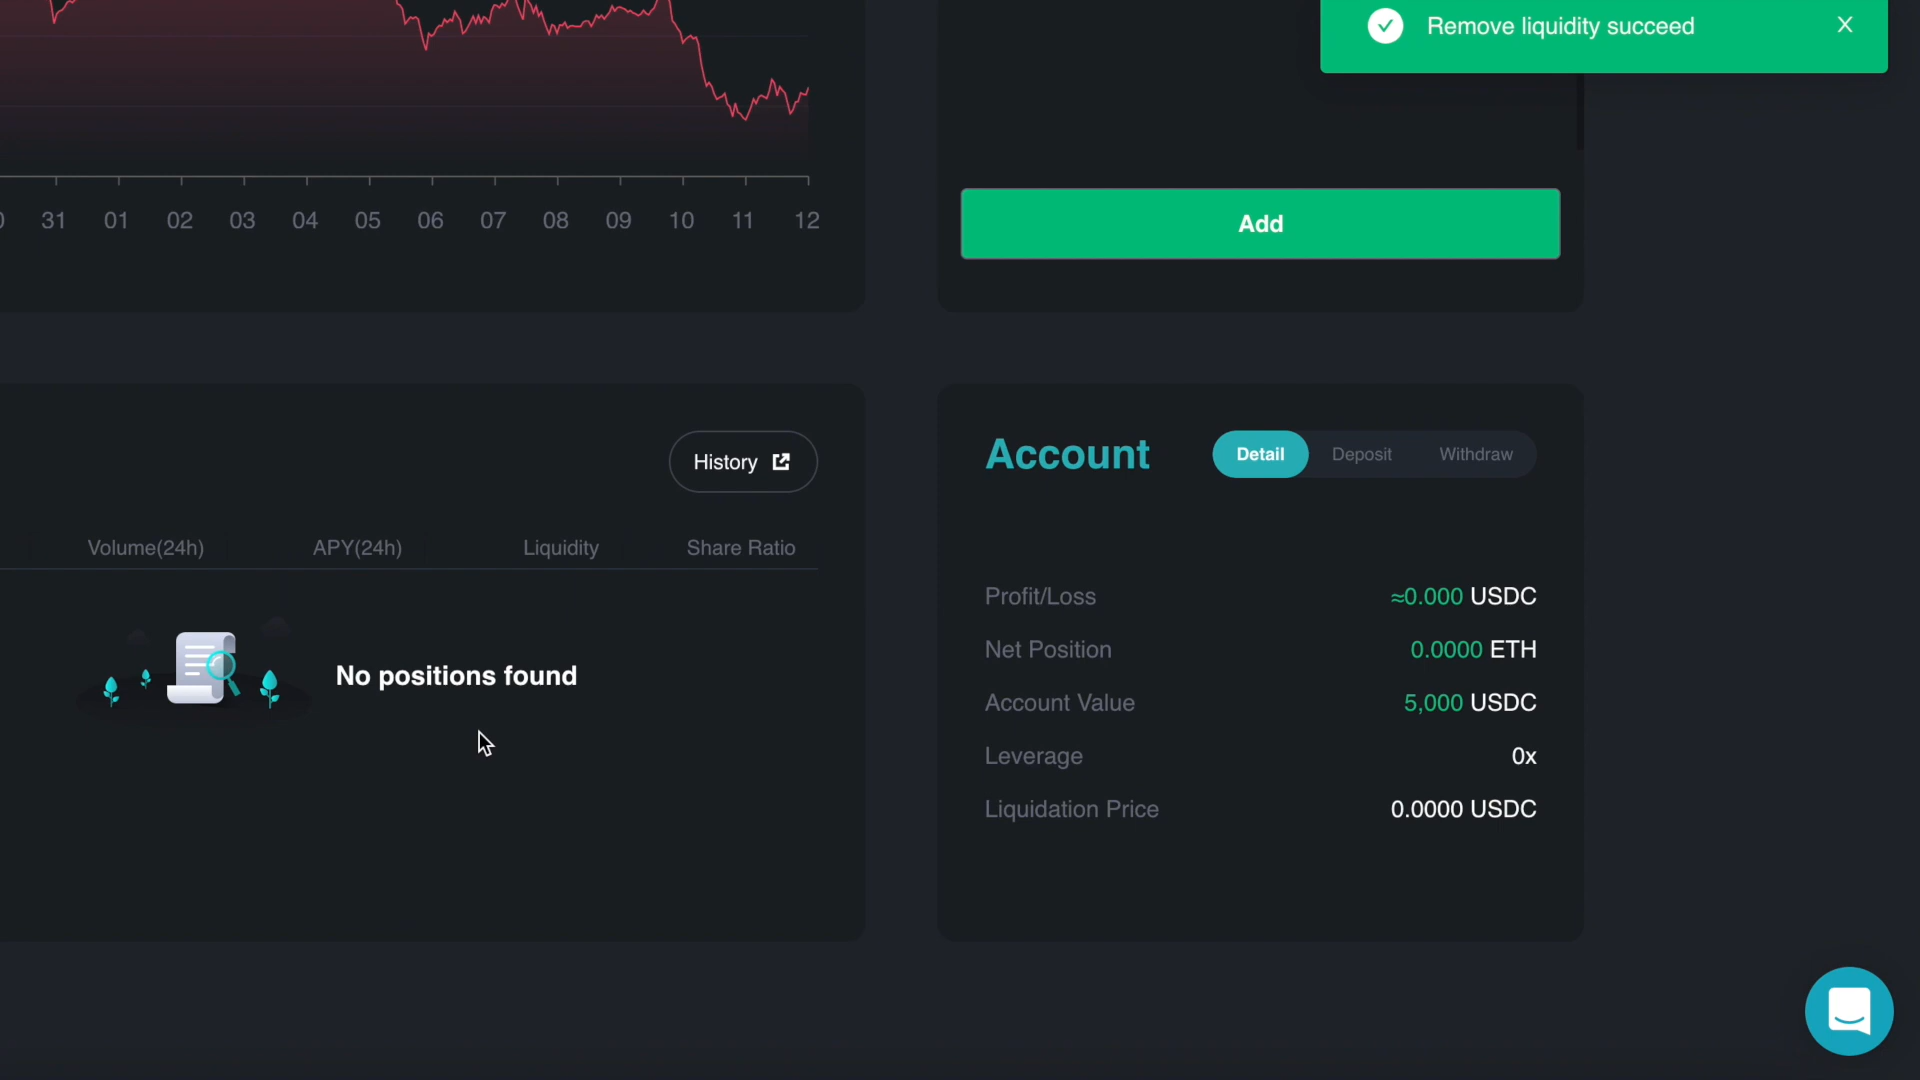 Remove liquidity succeed X
31 01 02 03 04 05 06 07 08 09 10 11 12
Add
History
Volume(24h) APY(24h) Liquidity Share Ratio
No positions found
Account Detail Deposit Withdraw
Profit/Loss ≈0.000 USDC
Net Position 0.0000 ETH
Account Value 5,000 USDC
Leverage 0x
Liquidation Price 0.0000 USDC